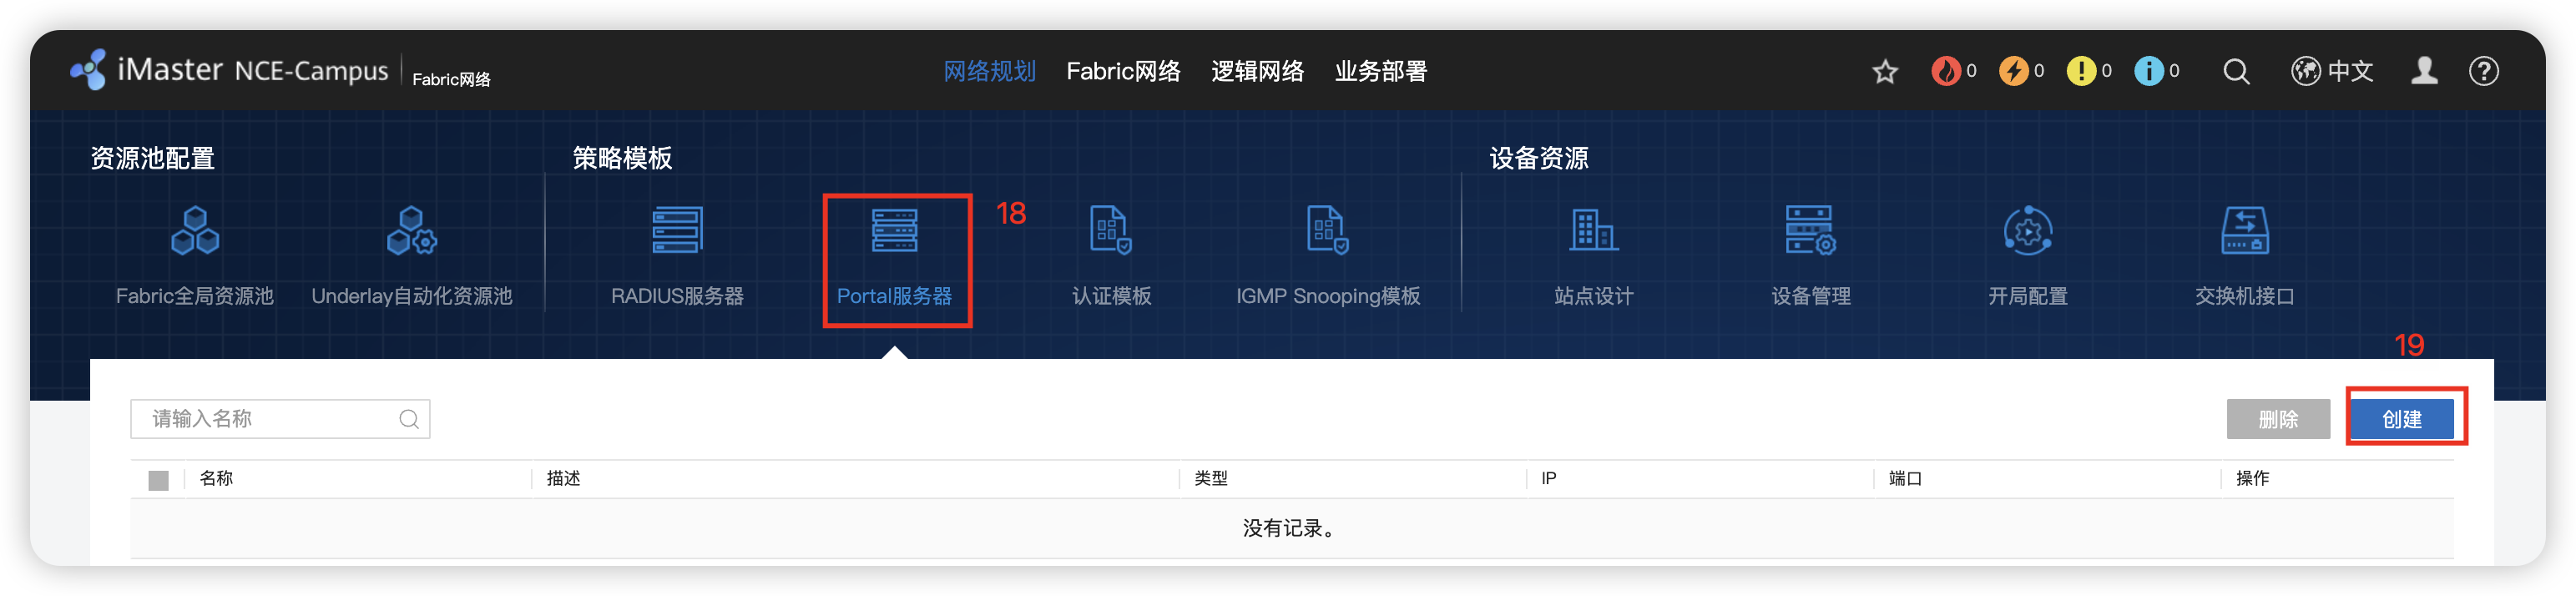 iMaster NCE-Campus Fabric网络 网络规划 Fabric网络 逻辑网络 业务部署 0 0 0 0 中文
资源池配置 策略模板 设备资源
18
Fabric全局资源池 Underlay自动化资源池 RADIUS服务器 Portal服务器 认证模板 IGMP Snooping模板 站点设计 设备管理 开局配置 交换机接口
19
请输入名称 删除 创建
名称 描述 类型 IP 端口 操作
没有记录。